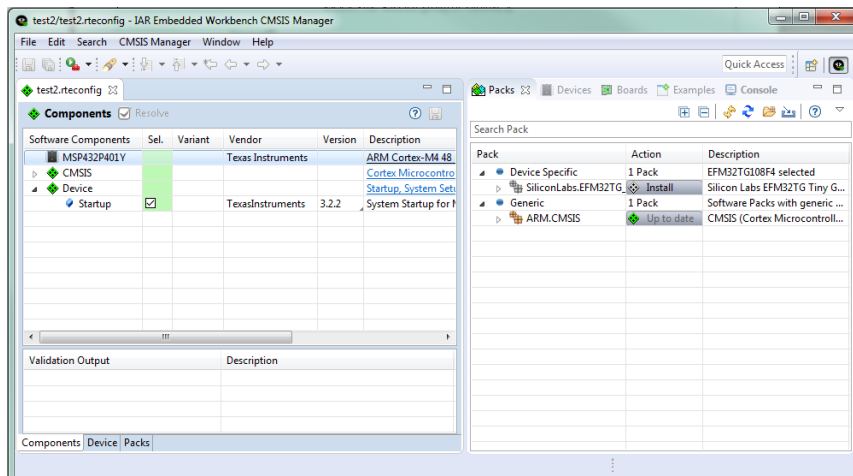 test2/test2.rteconfig - IAR Embedded Workbench CMSIS Manager
File Edit Search CMSIS Manager Window Help
Quick Access
test2.rteconfig
Components Resolve
Software Components Sel. Variant Vendor Version Description
MSP432P401Y Texas Instruments ARM Cortex-M4 48
CMSIS Cortex Microcontro
Device Startup, System Setu
Startup TexasInstruments 3.2.2 System Startup for M
Validation Output Description
Components Device Packs
Packs Devices Boards Examples Console
Search Pack
Pack Action Description
Device Specific 1 Pack EFM32TG108F4 selected
SiliconLabs.EFM32TG Install Silicon Labs EFM32TG Tiny G...
Generic 1 Pack Software Packs with generic ...
ARM.CMSIS Up to date CMSIS (Cortex Microcontroll...